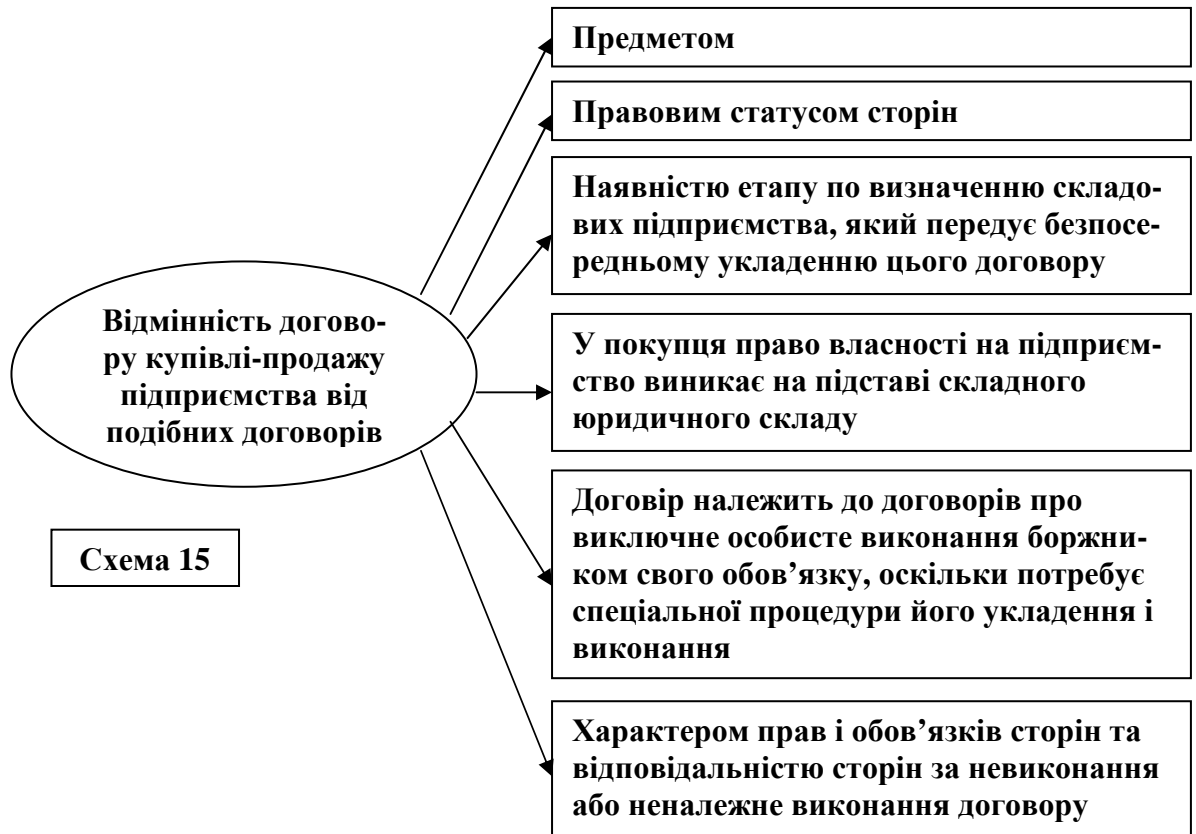 Предметом
Правовим статусом сторін
Наявністю етапу по визначенню складо-
вих підприємства, який передує безпосе-
редньому укладенню цього договору
Відмінність догово-
ру купівлі-продажу
підприємства від
подібних договорів
У покупця право власності на підприєм-
ство виникає на підставі складного
юридичного складу
Схема 15
Договір належить до договорів про
виключне особисте виконання боржни-
ком свого обов’язку, оскільки потребує
спеціальної процедури його укладення і
виконання
Характером прав і обов’язків сторін та
відповідальністю сторін за невиконання
або неналежне виконання договору